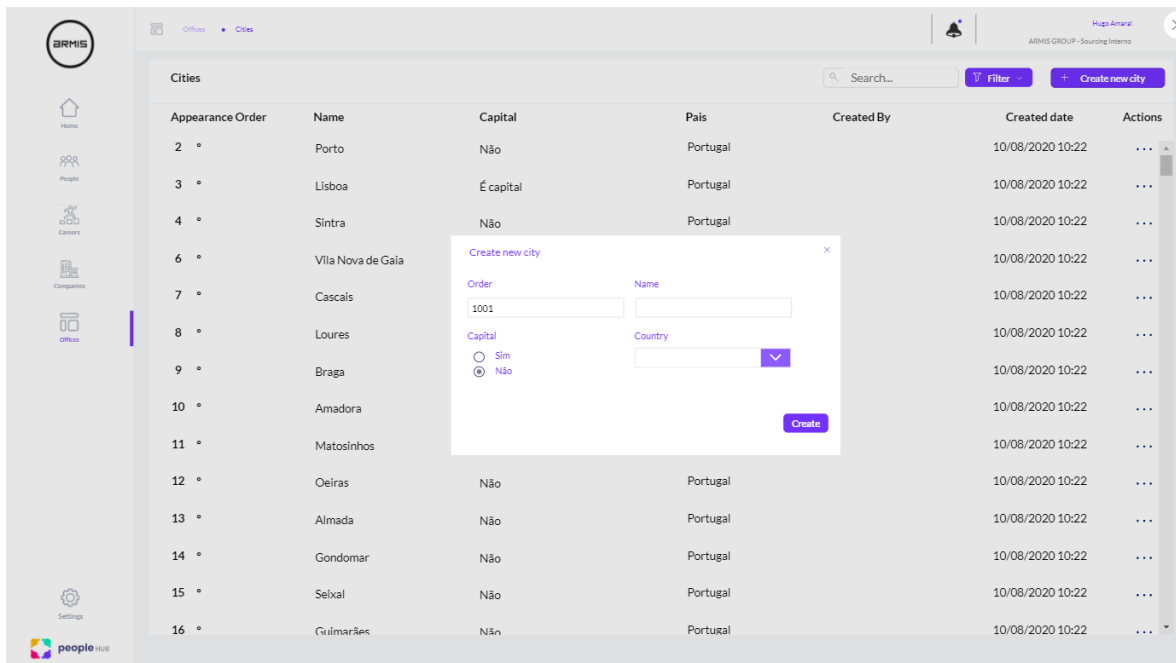 ARMIS
Offices • Cities
Hugo Amaral
ARMIS GROUP - Sourcing Interno
Home
People
Careers
Companies
Offices
Settings
people HUB
Cities
Search...
Filter
+ Create new city
Appearance Order Name Capital Pais Created By Created date Actions
2 º Porto Não Portugal 10/08/2020 10:22 ...
3 º Lisboa É capital Portugal 10/08/2020 10:22 ...
4 º Sintra Não Portugal 10/08/2020 10:22 ...
6 º Vila Nova de Gaia 10/08/2020 10:22 ...
7 º Cascais 10/08/2020 10:22 ...
8 º Loures 10/08/2020 10:22 ...
9 º Braga 10/08/2020 10:22 ...
10 º Amadora 10/08/2020 10:22 ...
11 º Matosinhos 10/08/2020 10:22 ...
12 º Oeiras Não Portugal 10/08/2020 10:22 ...
13 º Almada Não Portugal 10/08/2020 10:22 ...
14 º Gondomar Não Portugal 10/08/2020 10:22 ...
15 º Seixal Não Portugal 10/08/2020 10:22 ...
16 º Guimarães Não Portugal 10/08/2020 10:22 ...
Create new city ×
Order Name
1001
Capital Country
Sim
Não
Create